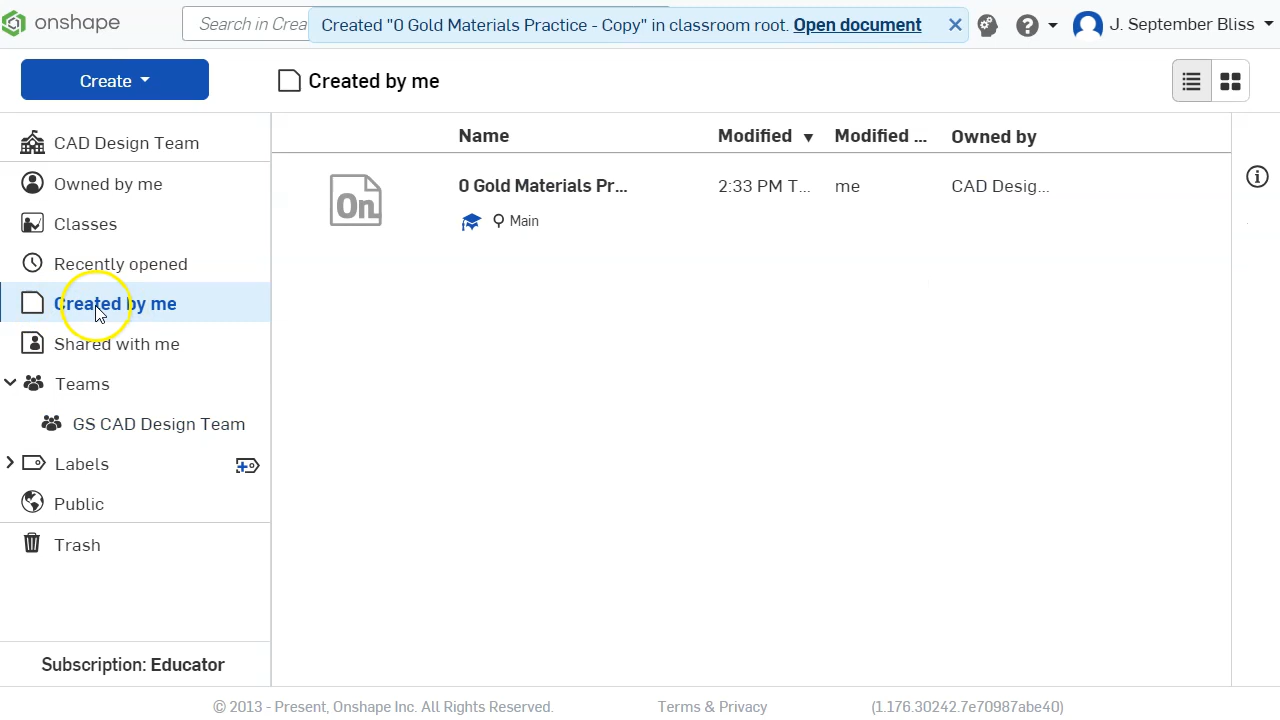 onshape
Search in Crea
Created "0 Gold Materials Practice - Copy" in classroom root. Open document
J. September Bliss
Create
Created by me
CAD Design Team
Owned by me
Classes
Recently opened
Created by me
Shared with me
Teams
GS CAD Design Team
Labels
Public
Trash
Subscription: Educator
Name Modified Modified ... Owned by
On
0 Gold Materials Pr... 2:33 PM T... me CAD Desig...
Main
© 2013 - Present, Onshape Inc. All Rights Reserved. Terms & Privacy (1.176.30242.7e70987abe40)